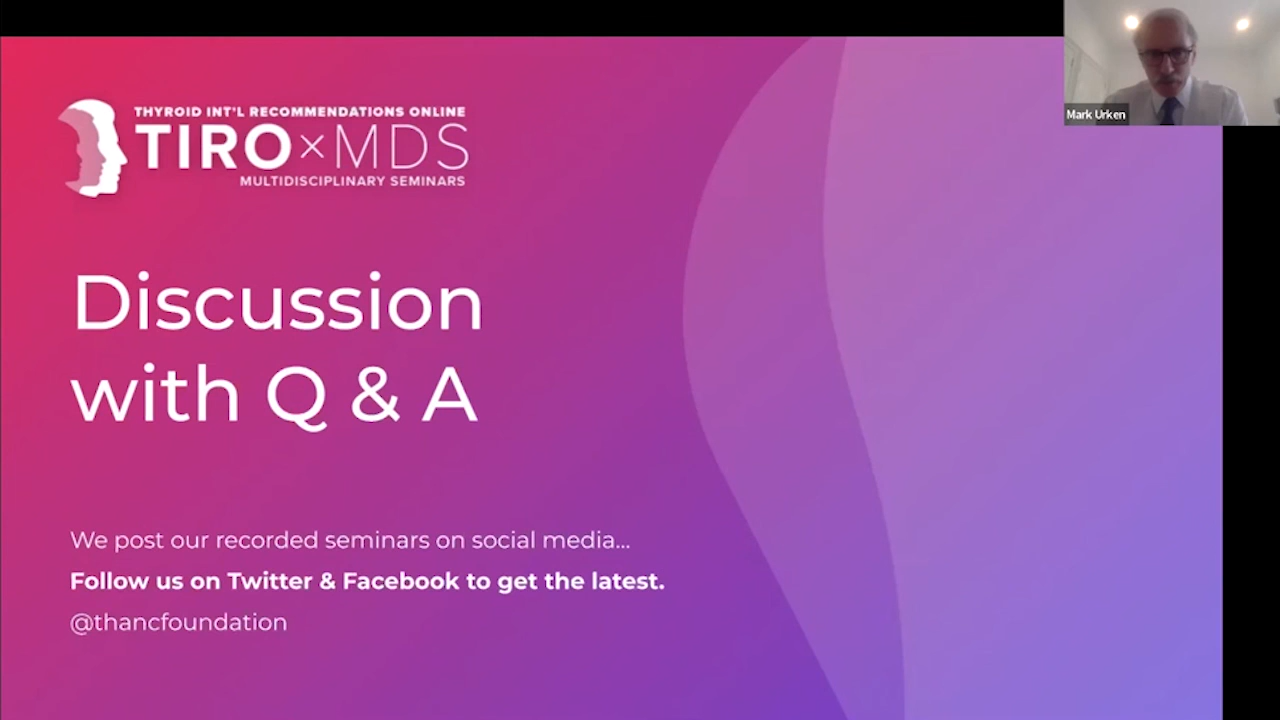 THYROID INT'L RECOMMENDATIONS ONLINE
TIRO×MDS
MULTIDISCIPLINARY SEMINARS
Mark Urken
Discussion
with Q & A
We post our recorded seminars on social media...
Follow us on Twitter & Facebook to get the latest.
@thancfoundation